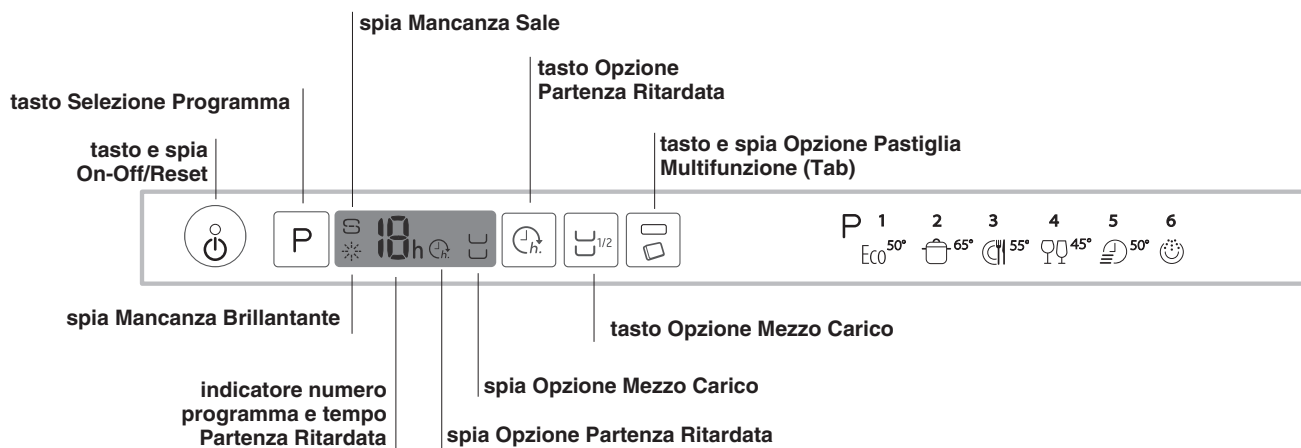 spia Mancanza Sale
tasto Opzione
Partenza Ritardata
tasto Selezione Programma
tasto e spia
On-Off/Reset
tasto e spia Opzione Pastiglia
Multifunzione (Tab)
P 18h h. 1/2
P 1 2 3 4 5 6
Eco 50° 65° 55° 45° 50°
spia Mancanza Brillantante
tasto Opzione Mezzo Carico
indicatore numero
programma e tempo
Partenza Ritardata
spia Opzione Mezzo Carico
spia Opzione Partenza Ritardata